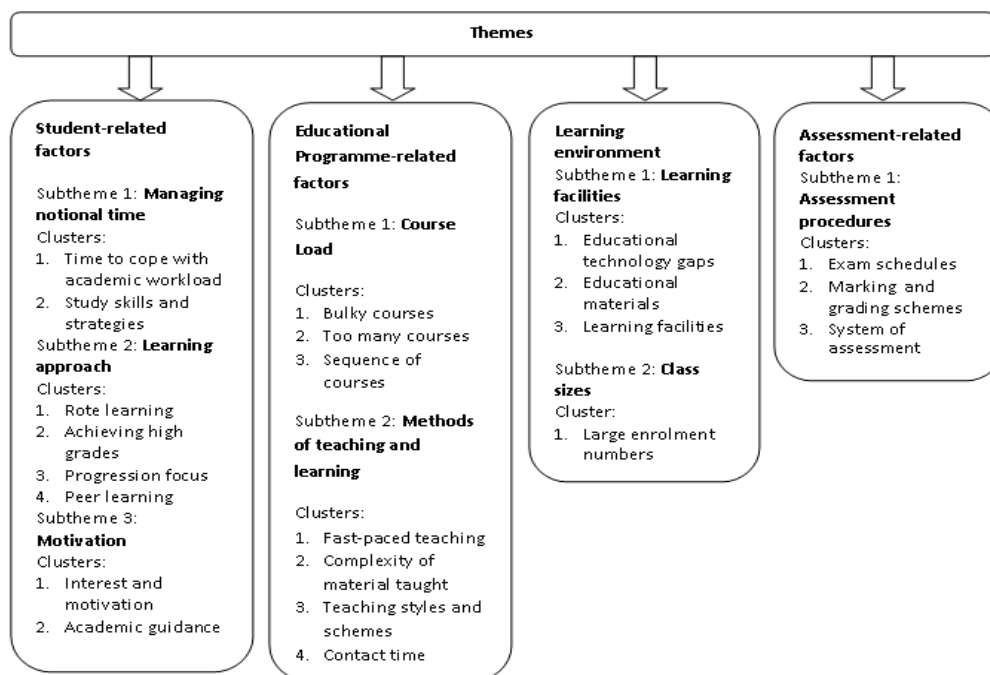 Themes
Student-related
factors
Subtheme 1: Managing
notional time
Clusters:
1. Time to cope with
academic workload
2. Study skills and
strategies
Subtheme 2: Learning
approach
Clusters:
1. Rote learning
2. Achieving high
grades
3. Progression focus
4. Peer learning
Subtheme 3:
Motivation
Clusters:
1. Interest and
motivation
2. Academic guidance
Educational
Programme-related
factors
Subtheme 1: Course
Load
Clusters:
1. Bulky courses
2. Too many courses
3. Sequence of
courses
Subtheme 2: Methods
of teaching and
learning
Clusters:
1. Fast-paced teaching
2. Complexity of
material taught
3. Teaching styles and
schemes
4. Contact time
Learning
environment
Subtheme 1: Learning
facilities
Clusters:
1. Educational
technology gaps
2. Educational
materials
3. Learning facilities
Subtheme 2: Class
sizes
Cluster:
1. Large enrolment
numbers
Assessment-related
factors
Subtheme 1:
Assessment
procedures
Clusters:
1. Exam schedules
2. Marking and
grading schemes
3. System of
assessment